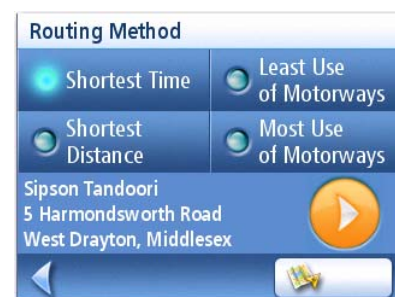 Routing Method
Shortest Time
Least Use
of Motorways
Shortest
Distance
Most Use
of Motorways
Sipson Tandoori
5 Harmondsworth Road
West Drayton, Middlesex